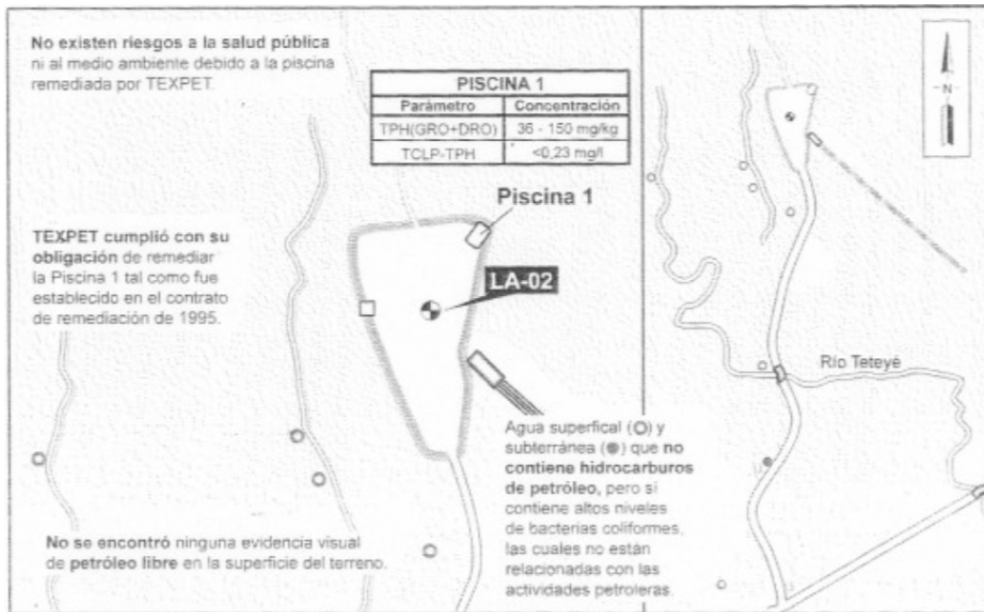 No existen riesgos a la salud pública
ni al medio ambiente debido a la piscina
remediada por TEXPET.
PISCINA 1
Parámetro Concentración
TPH(GRO+DRO) 36 - 150 mg/kg
TCLP-TPH <0,23 mg/l
Piscina 1
TEXPET cumplió con su
obligación de remediar
la Piscina 1 tal como fue
establecido en el contrato
de remediación de 1995.
LA-02
Agua superfical (O) y
subterránea (●) que no
contiene hidrocarburos
de petróleo, pero sí
contiene altos niveles
de bacterias coliformes,
las cuales no están
relacionadas con las
actividades petroleras.
No se encontró ninguna evidencia visual
de petróleo libre en la superficie del terreno.
N
Río Teteyé